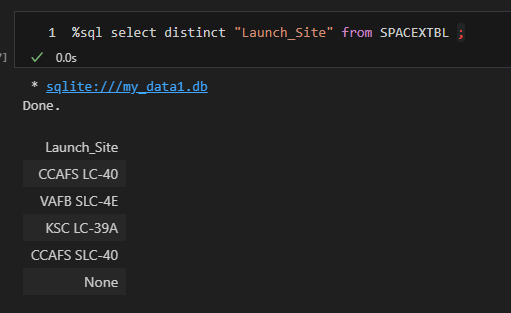 1 %sql select distinct "Launch_Site" from SPACEXTBL ;
] ✓ 0.0s
* sqlite:///my_data1.db
Done.
Launch_Site
CCAFS LC-40
VAFB SLC-4E
KSC LC-39A
CCAFS SLC-40
None